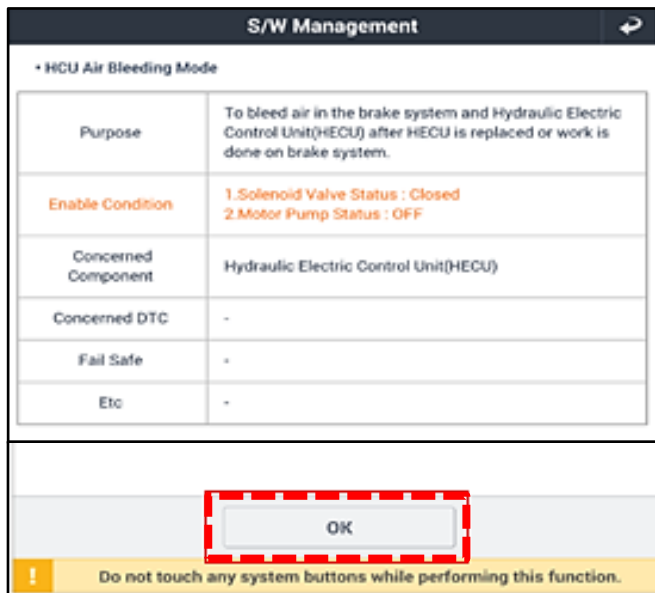 S/W Management
• HCU Air Bleeding Mode
Purpose
To bleed air in the brake system and Hydraulic Electric
Control Unit(HECU) after HECU is replaced or work is
done on brake system.
Enable Condition
1.Solenoid Valve Status : Closed
2.Motor Pump Status : OFF
Concerned
Component
Hydraulic Electric Control Unit(HECU)
Concerned DTC
-
Fail Safe
-
Etc
-
OK
!
Do not touch any system buttons while performing this function.